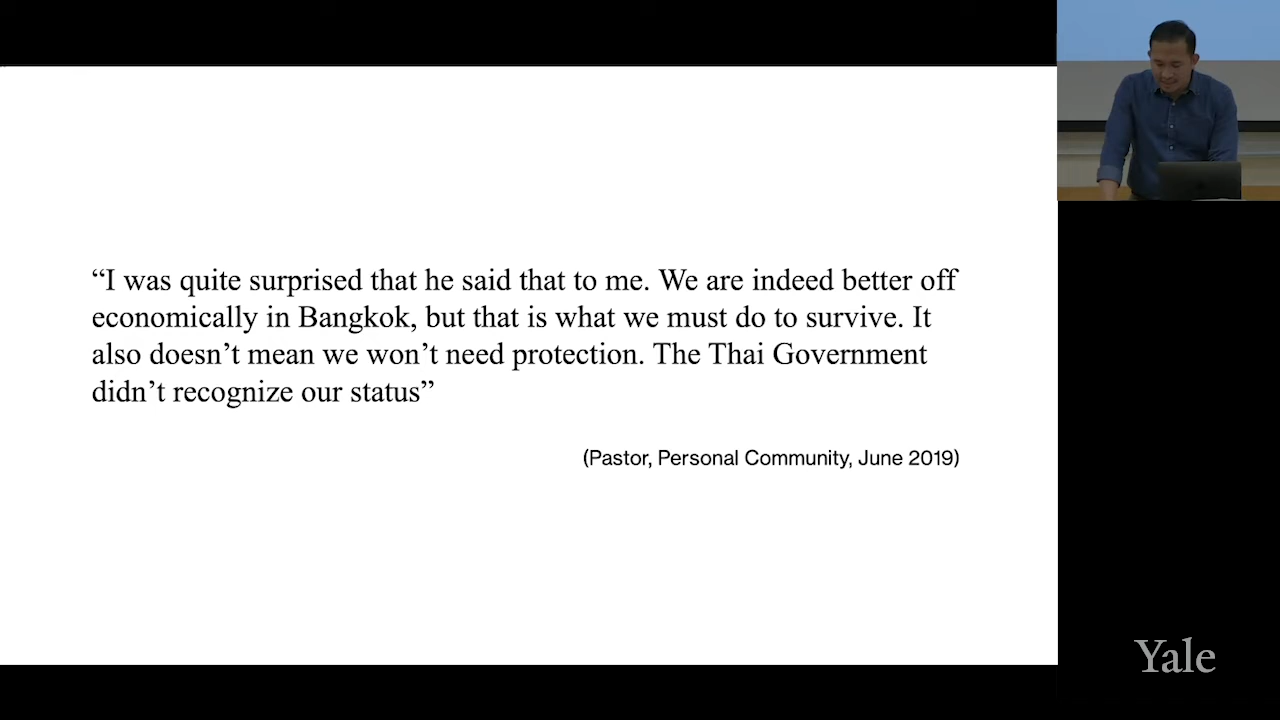 “I was quite surprised that he said that to me. We are indeed better off
economically in Bangkok, but that is what we must do to survive. It
also doesn’t mean we won’t need protection. The Thai Government
didn’t recognize our status”
(Pastor, Personal Community, June 2019)
Yale